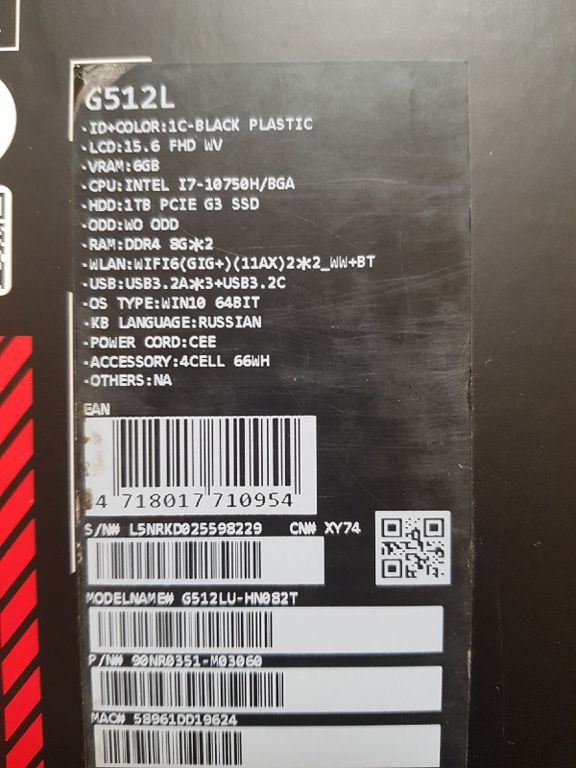 G512L
·ID+COLOR:1C-BLACK PLASTIC
·LCD:15.6 FHD WV
·VRAM:6GB
·CPU:INTEL I7-10750H/BGA
·HDD:1TB PCIE G3 SSD
·ODD:WO ODD
·RAM:DDR4 8G*2
·WLAN:WIFI6(GIG+)(11AX)2*2_WW+BT
·USB:USB3.2A*3+USB3.2C
·OS TYPE:WIN10 64BIT
·KB LANGUAGE:RUSSIAN
·POWER CORD:CEE
·ACCESSORY:4CELL 66WH
·OTHERS:NA
EAN
4 718017 710954
S/N# L5NRKD025598229 CN# XY74
MODELNAME# G512LU-HN082T
P/N# 90NR0351-M03060
MAC# 58961DD19624